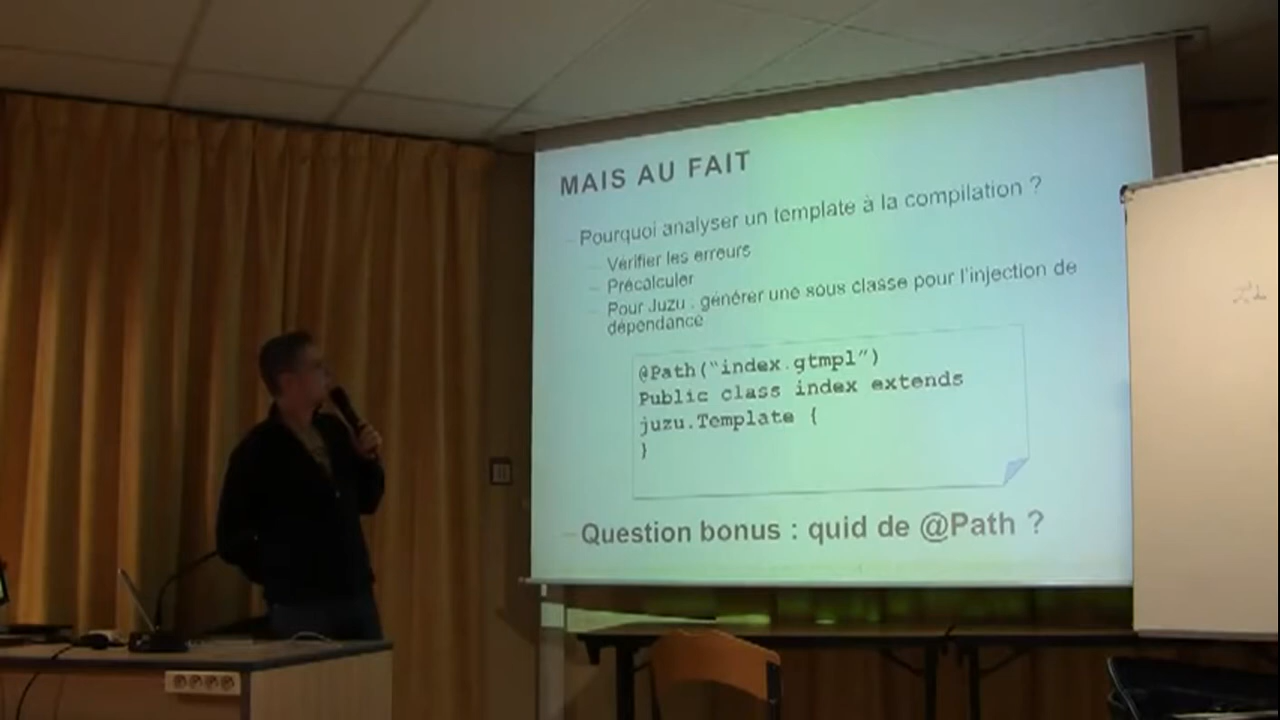 MAIS AU FAIT
– Pourquoi analyser un template à la compilation ?
– Vérifier les erreurs
– Précalculer
– Pour Juzu : générer une sous classe pour l'injection de
dépendance
@Path("index.gtmpl")
Public class index extends
juzu.Template {
}
– Question bonus : quid de @Path ?